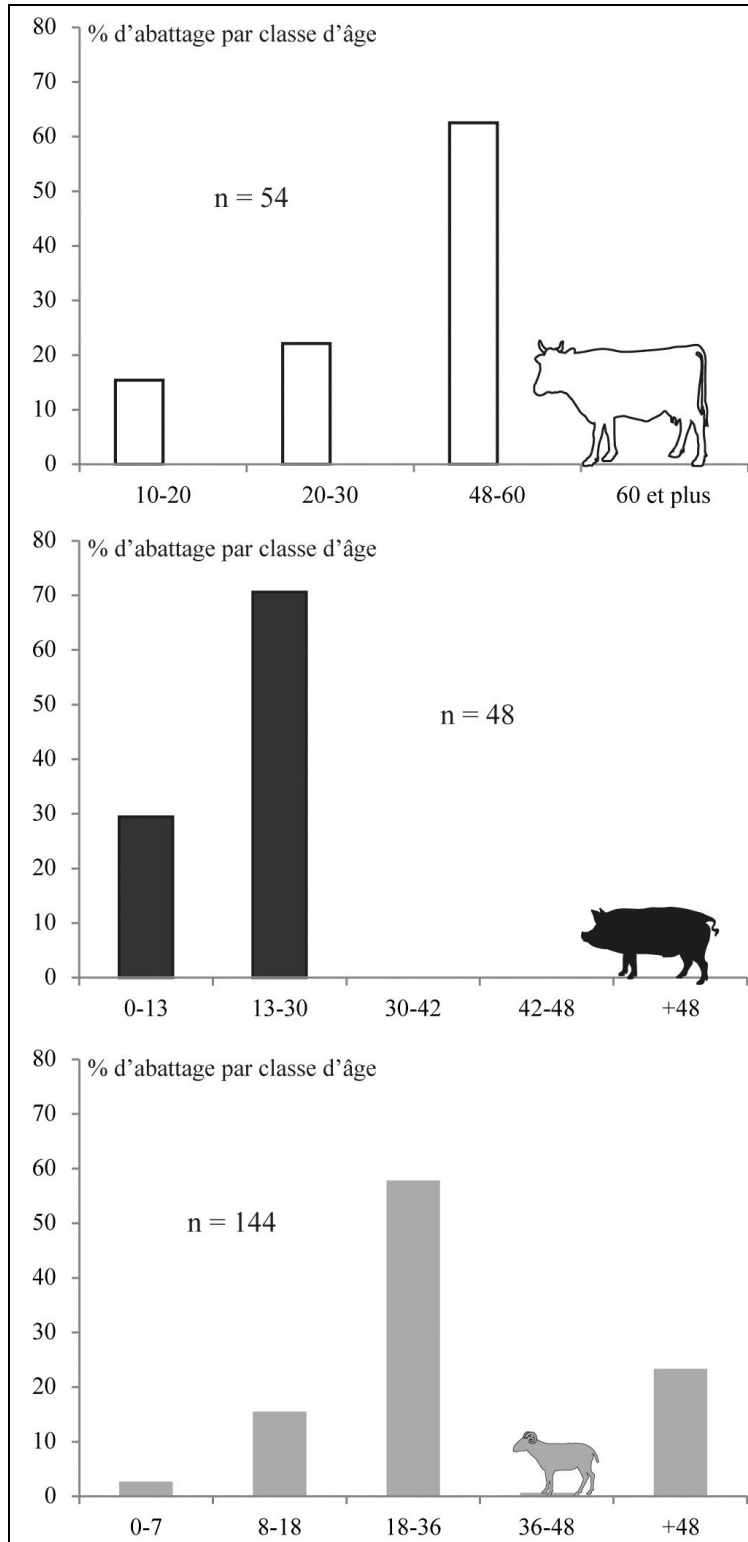 80 % d'abattage par classe d'âge
70
60
50 n = 54
40
30
20
10
0
10-20 20-30 48-60 60 et plus
80 % d'abattage par classe d'âge
70
60
50 n = 48
40
30
20
10
0
0-13 13-30 30-42 42-48 +48
80 % d'abattage par classe d'âge
70
60
50 n = 144
40
30
20
10
0
0-7 8-18 18-36 36-48 +48